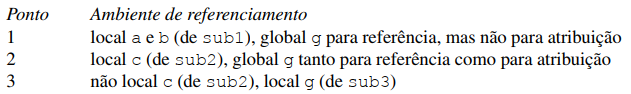 Ponto Ambiente de referenciamento
1 local a e b (de sub1), global g para referência, mas não para atribuição
2 local c (de sub2), global g tanto para referência como para atribuição
3 não local c (de sub2), local g (de sub3)